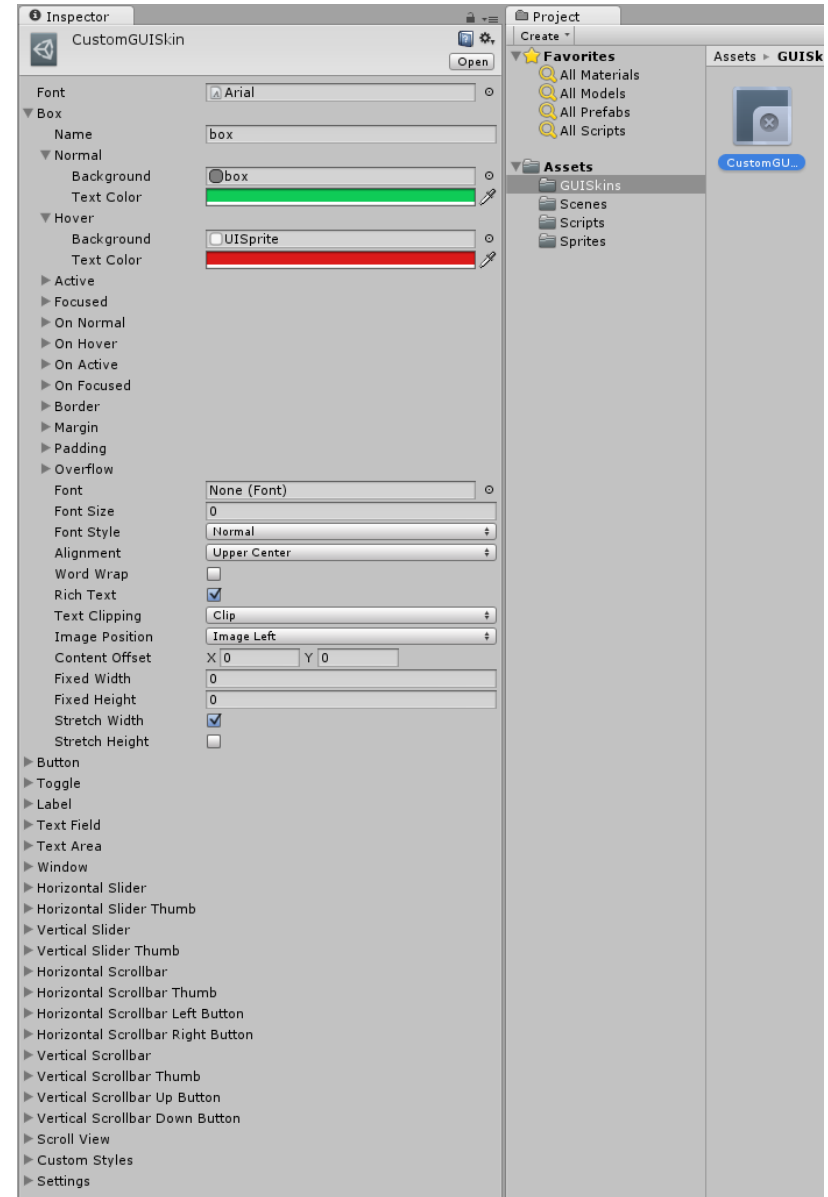 Inspector
CustomGUISkin
Open
Font Arial
Box
Name box
Normal
Background box
Text Color
Hover
Background UISprite
Text Color
Active
Focused
On Normal
On Hover
On Active
On Focused
Border
Margin
Padding
Overflow
Font None (Font)
Font Size 0
Font Style Normal
Alignment Upper Center
Word Wrap
Rich Text
Text Clipping Clip
Image Position Image Left
Content Offset X 0 Y 0
Fixed Width 0
Fixed Height 0
Stretch Width
Stretch Height
Button
Toggle
Label
Text Field
Text Area
Window
Horizontal Slider
Horizontal Slider Thumb
Vertical Slider
Vertical Slider Thumb
Horizontal Scrollbar
Horizontal Scrollbar Thumb
Horizontal Scrollbar Left Button
Horizontal Scrollbar Right Button
Vertical Scrollbar
Vertical Scrollbar Thumb
Vertical Scrollbar Up Button
Vertical Scrollbar Down Button
Scroll View
Custom Styles
Settings
Project
Create
Favorites
All Materials
All Models
All Prefabs
All Scripts
Assets
GUISkins
Scenes
Scripts
Sprites
Assets ▸ GUISk
CustomGU...